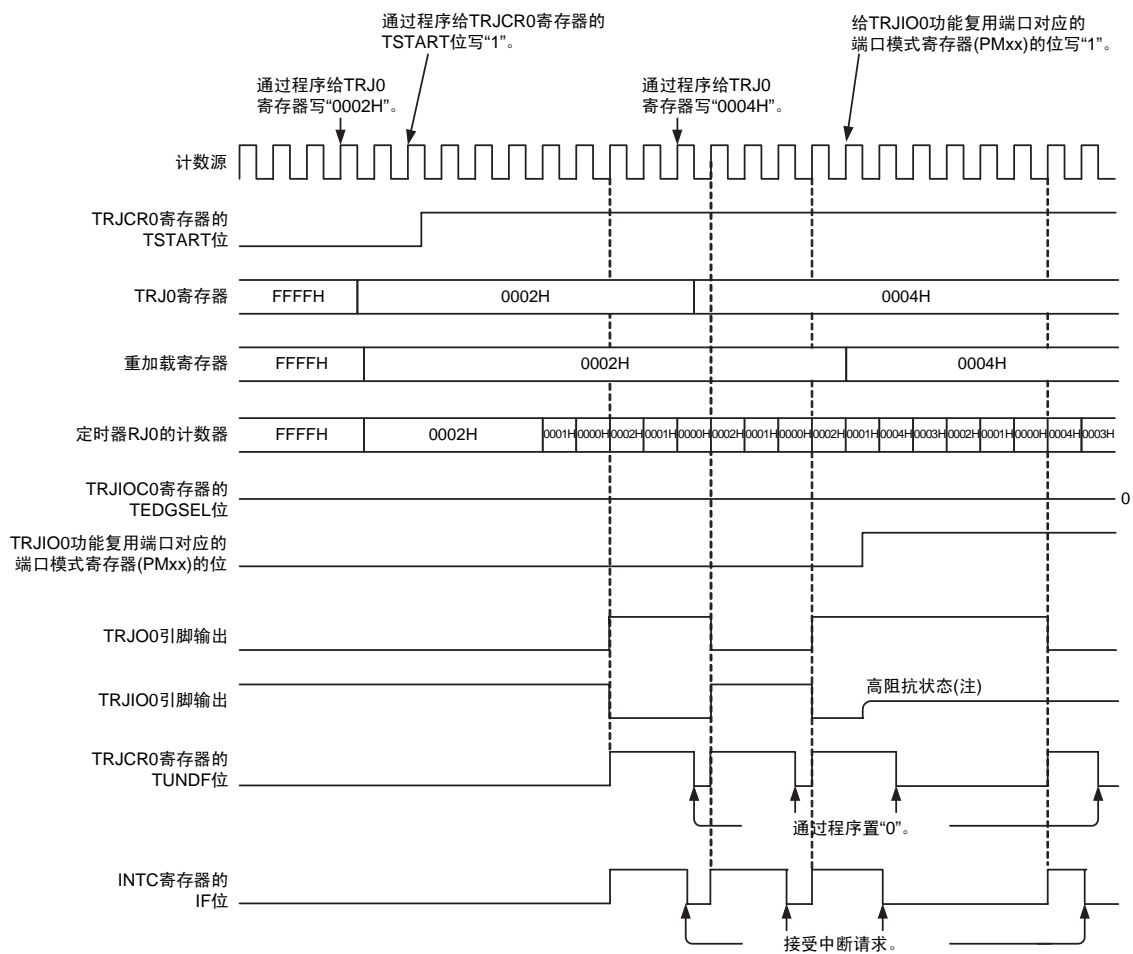 通过程序给TRJCR0寄存器的
TSTART位写“1”。
给TRJIO0功能复用端口对应的
端口模式寄存器(PMxx)的位写“1”。
通过程序给TRJ0
寄存器写“0002H”。
通过程序给TRJ0
寄存器写“0004H”。
计数源
TRJCR0寄存器的
TSTART位
TRJ0寄存器
FFFFH
0002H
0004H
重加载寄存器
FFFFH
0002H
0004H
定时器RJ0的计数器
FFFFH
0002H
0001H 0000H 0002H 0001H 0000H 0002H 0001H 0000H 0002H 0001H 0004H 0003H 0002H 0001H 0000H 0004H 0003H
TRJIOC0寄存器的
TEDGSEL位
0
TRJIO0功能复用端口对应的
端口模式寄存器(PMxx)的位
TRJO0引脚输出
TRJIO0引脚输出
高阻抗状态(注)
TRJCR0寄存器的
TUNDF位
通过程序置“0”。
INTC寄存器的
IF位
接受中断请求。